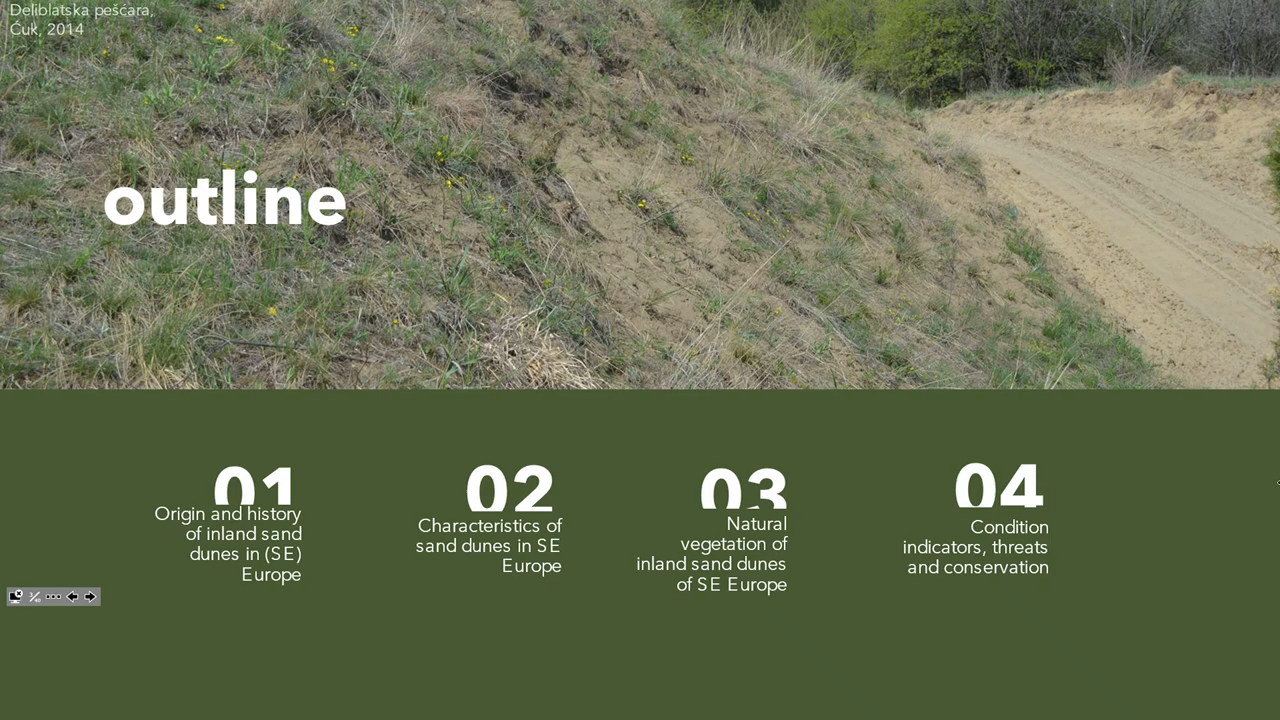 Deliblatska peščara,
Ćuk, 2014
outline
01
Origin and history
of inland sand
dunes in (SE)
Europe
02
Characteristics of
sand dunes in SE
Europe
03
Natural
vegetation of
inland sand dunes
of SE Europe
04
Condition
indicators, threats
and conservation